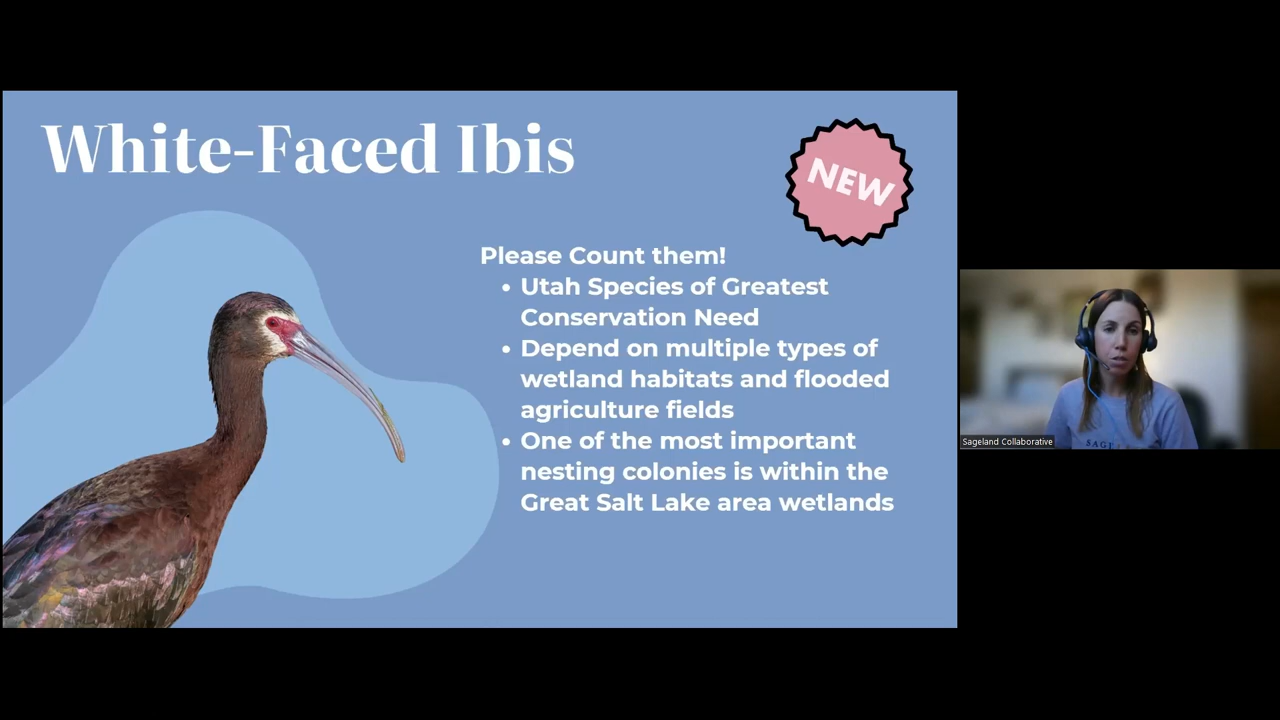 White-Faced Ibis
NEW
Please Count them!
• Utah Species of Greatest
Conservation Need
• Depend on multiple types of
wetland habitats and flooded
agriculture fields
• One of the most important
nesting colonies is within the
Great Salt Lake area wetlands
Sageland Collaborative